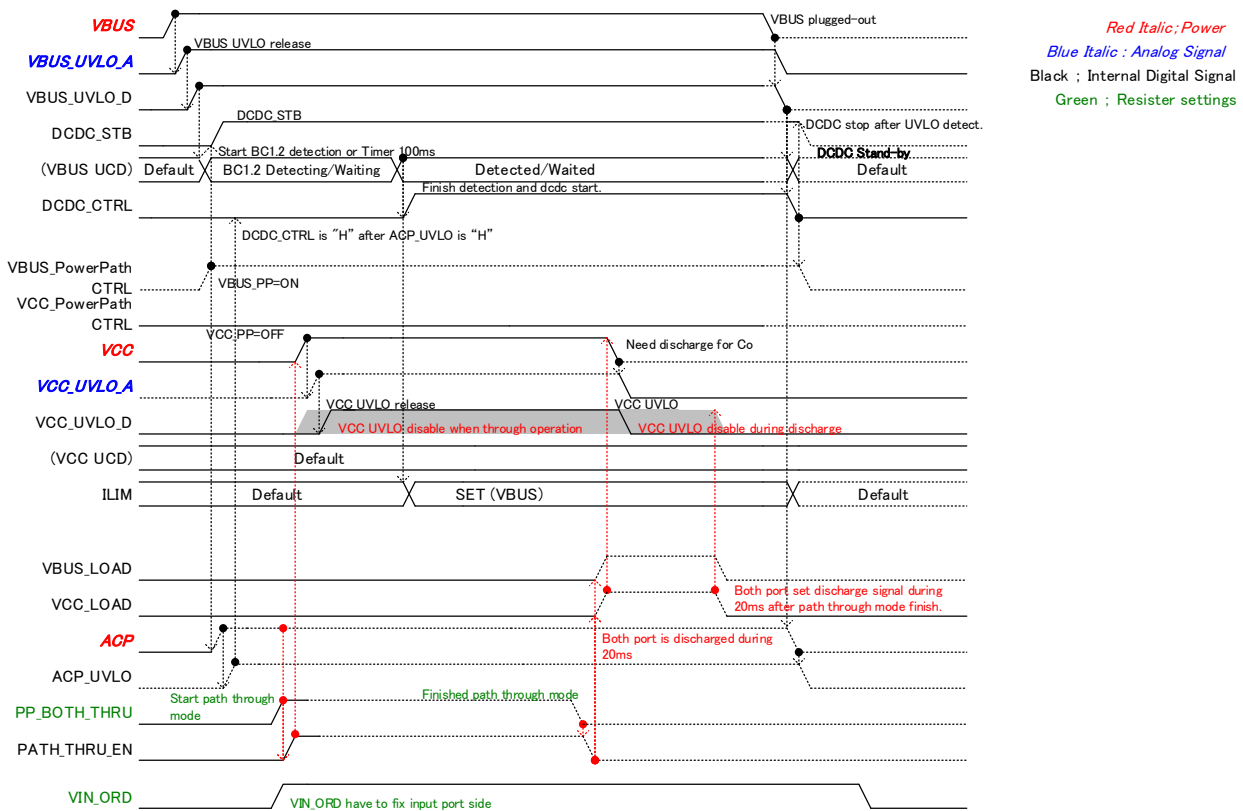 VBUS
VBUS plugged-out
Red Italic; Power
VBUS UVLO release
Blue Italic : Analog Signal
VBUS_UVLO_A
Black ; Internal Digital Signal
VBUS_UVLO_D
Green ; Resister settings
DCDC_STB
DCDC_STB
DCDC stop after UVLO detect.
Start BC1.2 detection or Timer 100ms
DCDC Stand-by
(VBUS UCD)
Default
BC1.2 Detecting/Waiting
Detected/Waited
Default
Finish detection and dcdc start.
DCDC_CTRL
DCDC_CTRL is "H" after ACP_UVLO is "H"
VBUS_PowerPath
CTRL
VBUS_PP=ON
VCC_PowerPath
CTRL
VCC_PP=OFF
VCC
Need discharge for Co
VCC_UVLO_A
VCC_UVLO release
VCC UVLO
VCC_UVLO_D
VCC UVLO disable when through operation
VCC UVLO disable during discharge
(VCC UCD)
Default
ILIM
Default
SET (VBUS)
Default
VBUS_LOAD
VCC_LOAD
Both port set discharge signal during
20ms after path through mode finish.
ACP
Both port is discharged during
20ms
ACP_UVLO
Start path through
mode
Finished path through mode
PP_BOTH_THRU
PATH_THRU_EN
VIN_ORD
VIN_ORD have to fix input port side